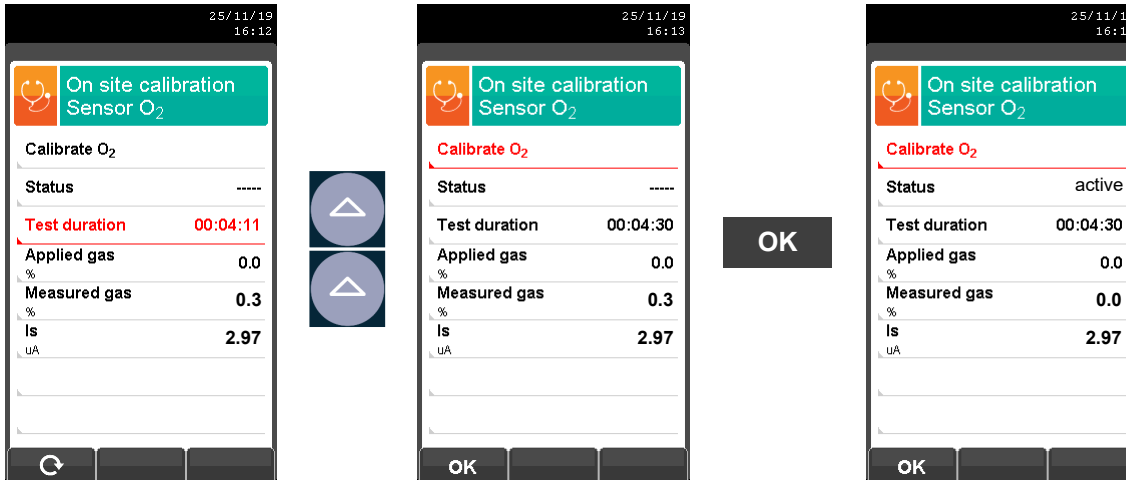 25/11/19
16:12
On site calibration
Sensor O₂
Calibrate O₂
Status -----
Test duration 00:04:11
Applied gas 0.0
%
Measured gas 0.3
%
Is 2.97
uA
25/11/19
16:13
On site calibration
Sensor O₂
Calibrate O₂
Status -----
Test duration 00:04:30
Applied gas 0.0
%
Measured gas 0.3
%
Is 2.97
uA
OK
OK
25/11/1
16:1
On site calibration
Sensor O₂
Calibrate O₂
Status active
Test duration 00:04:30
Applied gas 0.0
%
Measured gas 0.0
%
Is 2.97
uA
OK